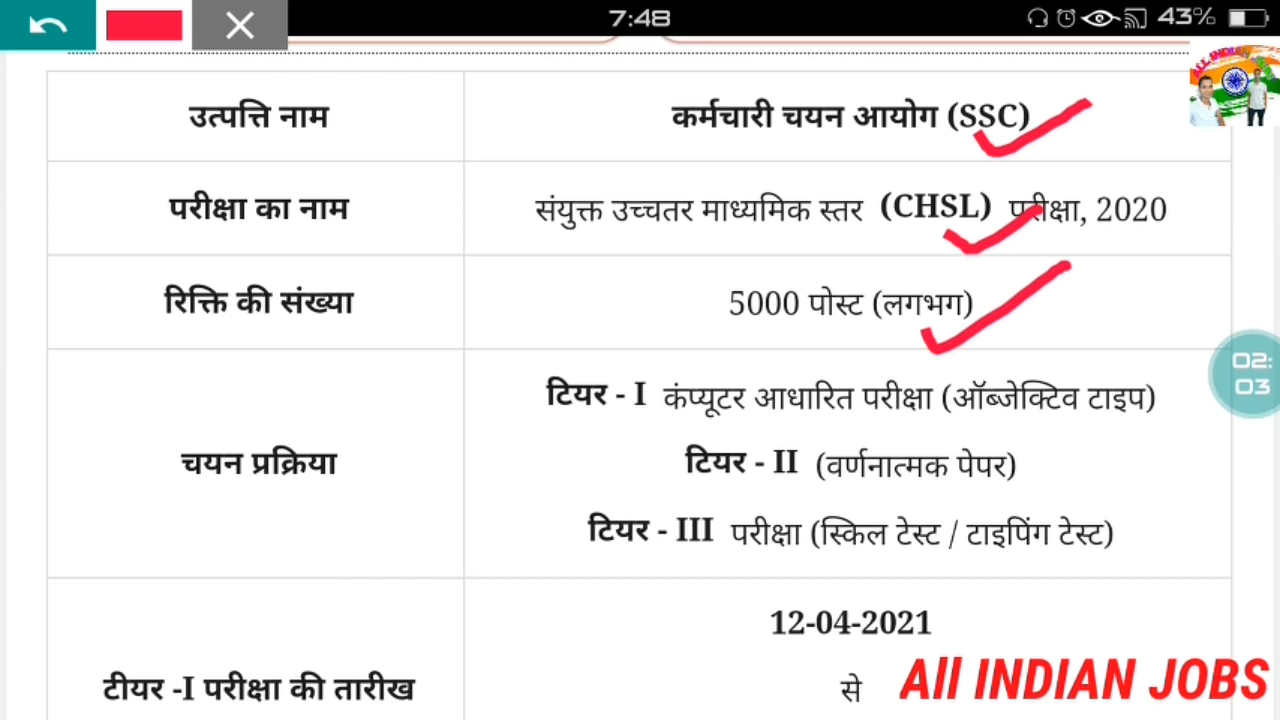 7:48
43%
उत्पत्ति नाम
कर्मचारी चयन आयोग (SSC)
परीक्षा का नाम
संयुक्त उच्चतर माध्यमिक स्तर (CHSL) परीक्षा, 2020
रिक्ति की संख्या
5000 पोस्ट (लगभग)
चयन प्रक्रिया
टियर - I कंप्यूटर आधारित परीक्षा (ऑब्जेक्टिव टाइप)
टियर - II (वर्णनात्मक पेपर)
टियर - III परीक्षा (स्किल टेस्ट / टाइपिंग टेस्ट)
02:
03
टीयर -I परीक्षा की तारीख
12-04-2021
से
All INDIAN JOBS